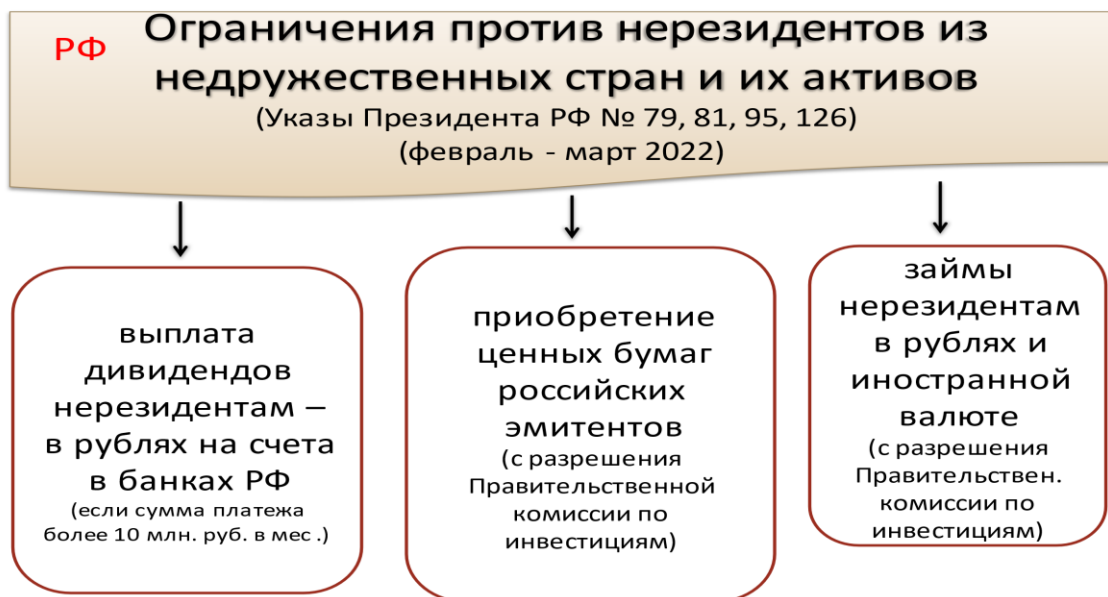 РФ
Ограничения против нерезидентов из
недружественных стран и их активов
(Указы Президента РФ № 79, 81, 95, 126)
(февраль - март 2022)
выплата
дивидендов
нерезидентам –
в рублях на счета
в банках РФ
(если сумма платежа
более 10 млн. руб. в мес .)
приобретение
ценных бумаг
российских
эмитентов
(с разрешения
Правительственной
комиссии по
инвестициям)
займы
нерезидентам
в рублях и
иностранной
валюте
(с разрешения
Правительствен.
комиссии по
инвестициям)